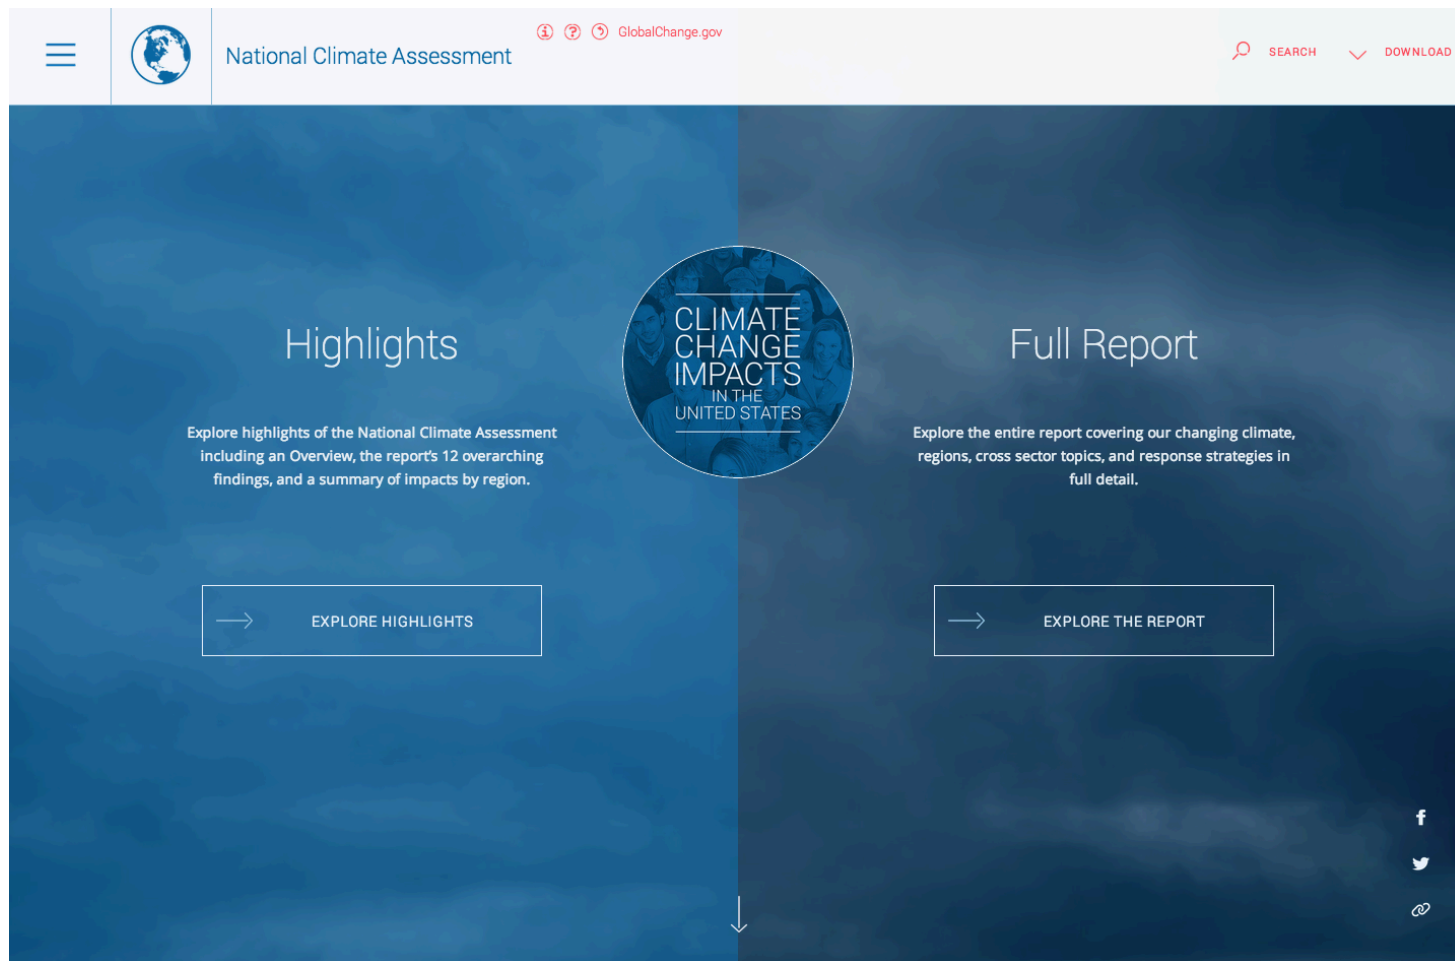 National Climate Assessment
GlobalChange.gov
SEARCH
DOWNLOAD
Highlights
Explore highlights of the National Climate Assessment
including an Overview, the report's 12 overarching
findings, and a summary of impacts by region.
EXPLORE HIGHLIGHTS
CLIMATE
CHANGE
IMPACTS
IN THE
UNITED STATES
Full Report
Explore the entire report covering our changing climate,
regions, cross sector topics, and response strategies in
full detail.
EXPLORE THE REPORT